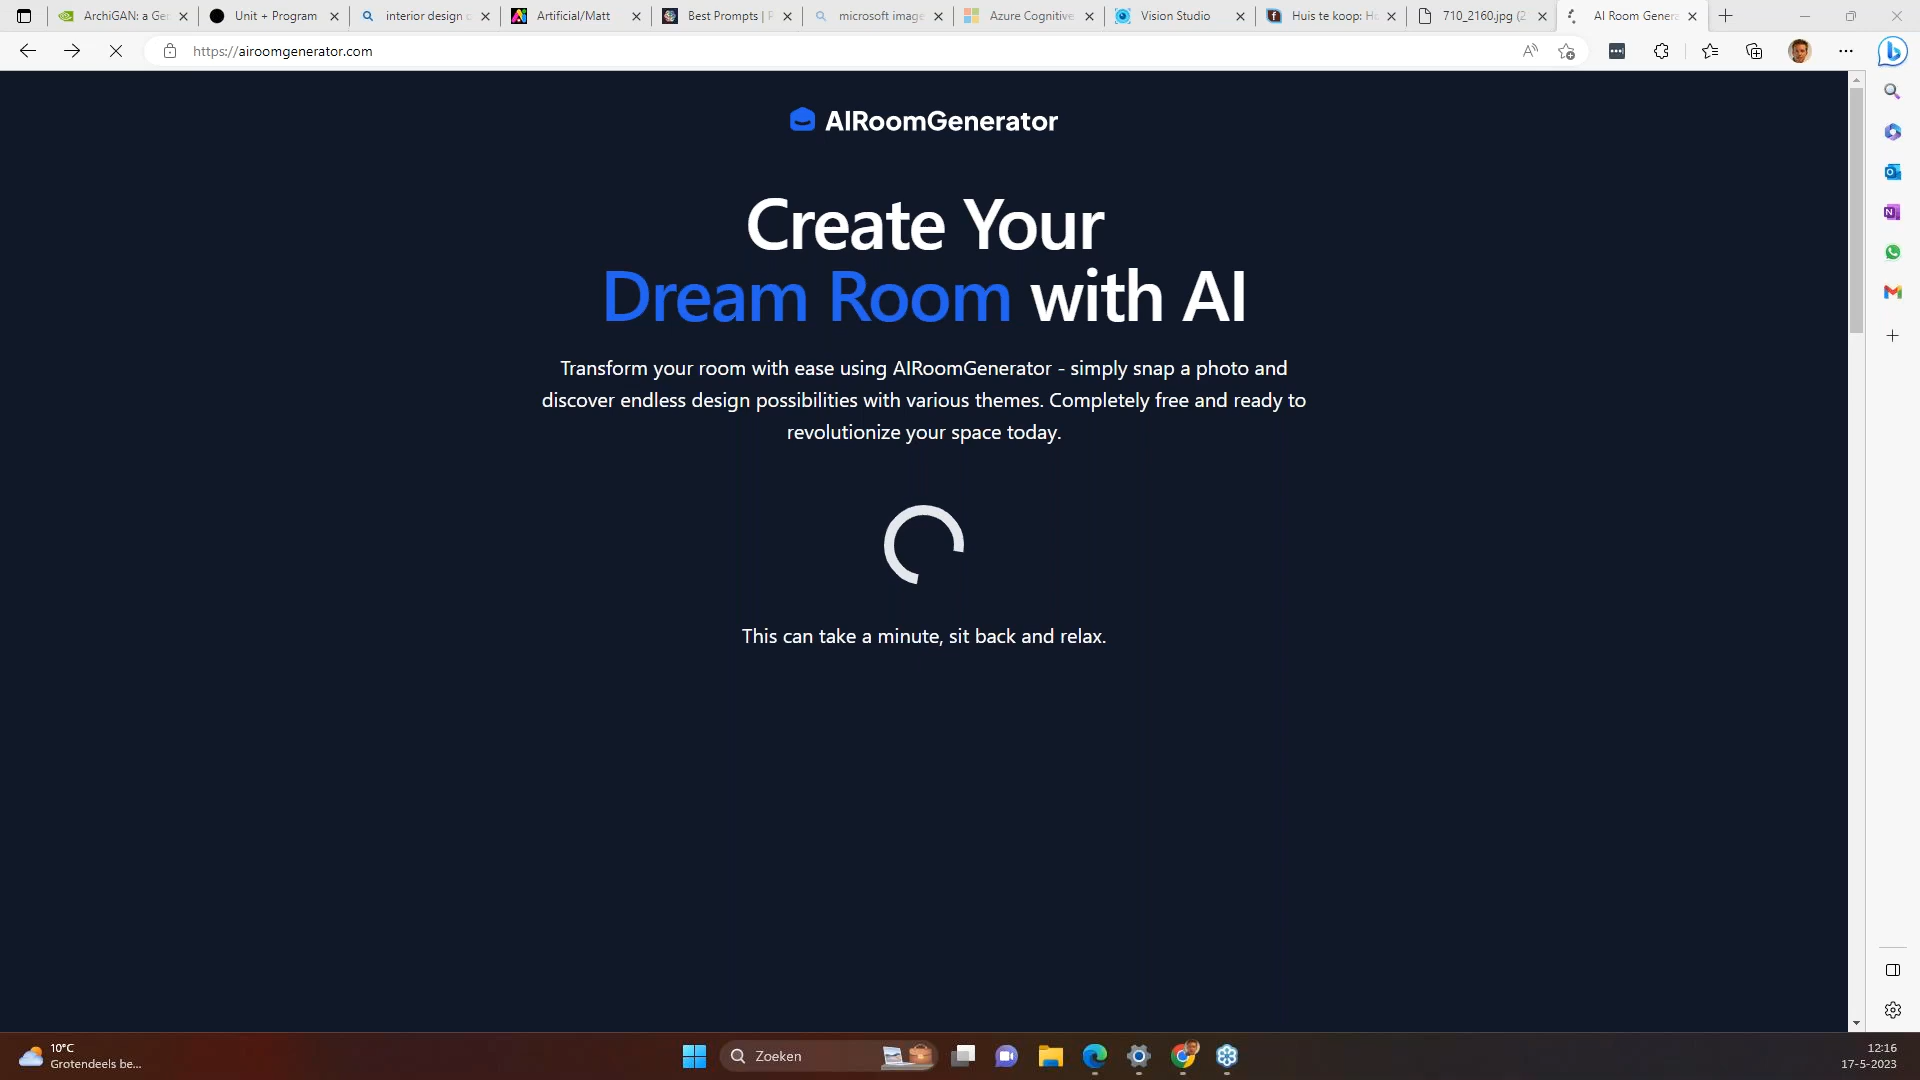 ArchiGAN: a Ge
Unit + Program
interior design
Artificial/Matt
Best Prompts |
microsoft image
Azure Cognitive
Vision Studio
Huis te koop: Ho
710_2160.jpg (2
AI Room Genera
https://airoomgenerator.com
AIRoomGenerator
Create Your
Dream Room with AI
Transform your room with ease using AIRoomGenerator - simply snap a photo and
discover endless design possibilities with various themes. Completely free and ready to
revolutionize your space today.
This can take a minute, sit back and relax.
10°C
Grotendeels be...
Zoeken
12:16
17-5-2023